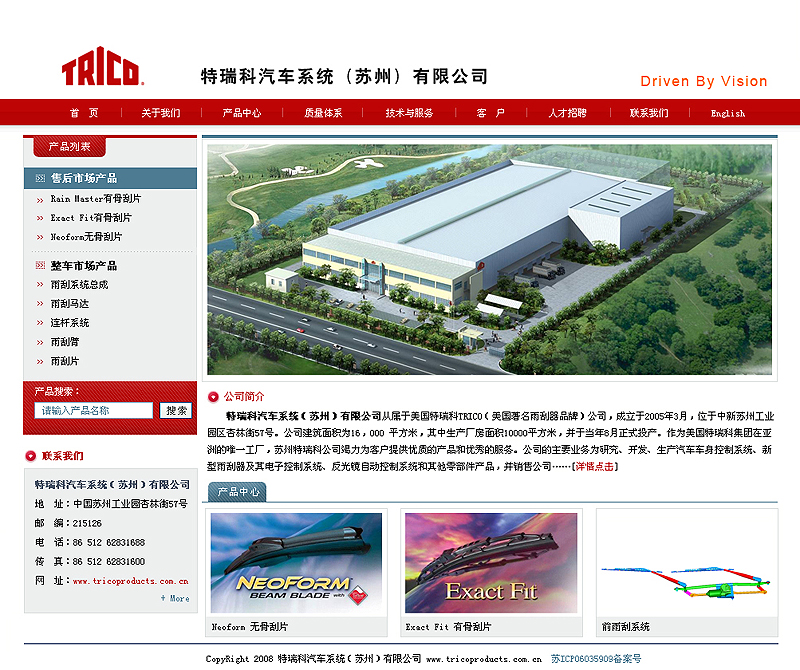 TRICO
特瑞科汽车系统（苏州）有限公司
Driven By Vision
首 页 关于我们 产品中心 质量体系 技术与服务 客 户 人才招聘 联系我们 English
产品列表
售后市场产品
Rain Master有骨刮片
Exact Fit有骨刮片
Neoform无骨刮片
整车市场产品
雨刮系统总成
雨刮马达
连杆系统
雨刮臂
雨刮片
产品搜索：
请输入产品名称 搜索
联系我们
特瑞科汽车系统（苏州）有限公司
地 址：中国苏州工业园杏林街57号
邮 编：215126
电 话：86 512 62831688
传 真：86 512 62831600
网 址：www.tricoproducts.com.cn
+ More
公司简介
特瑞科汽车系统（苏州）有限公司从属于美国特瑞科TRICO（美国著名雨刮器品牌）公司，成立于2005年3月，位于中新苏州工业
园区杏林街57号。公司建筑面积为16，000 平方米，其中生产厂房面积10000平方米，并于当年8月正式投产。作为美国特瑞科集团在亚
洲的唯一工厂，苏州特瑞科公司竭力为客户提供优质的产品和优秀的服务。公司的主要业务为研究、开发、生产汽车车身控制系统、新
型雨刮器及其电子控制系统、反光镜自动控制系统和其他零部件产品，并销售公司……[详情点击]
产品中心
NEOFORM
BEAM BLADE with
Exact Fit
Neoform 无骨刮片
Exact Fit 有骨刮片
前雨刮系统
CopyRight 2008 特瑞科汽车系统（苏州）有限公司 www.tricoproducts.com.cn 苏ICP06035909备案号